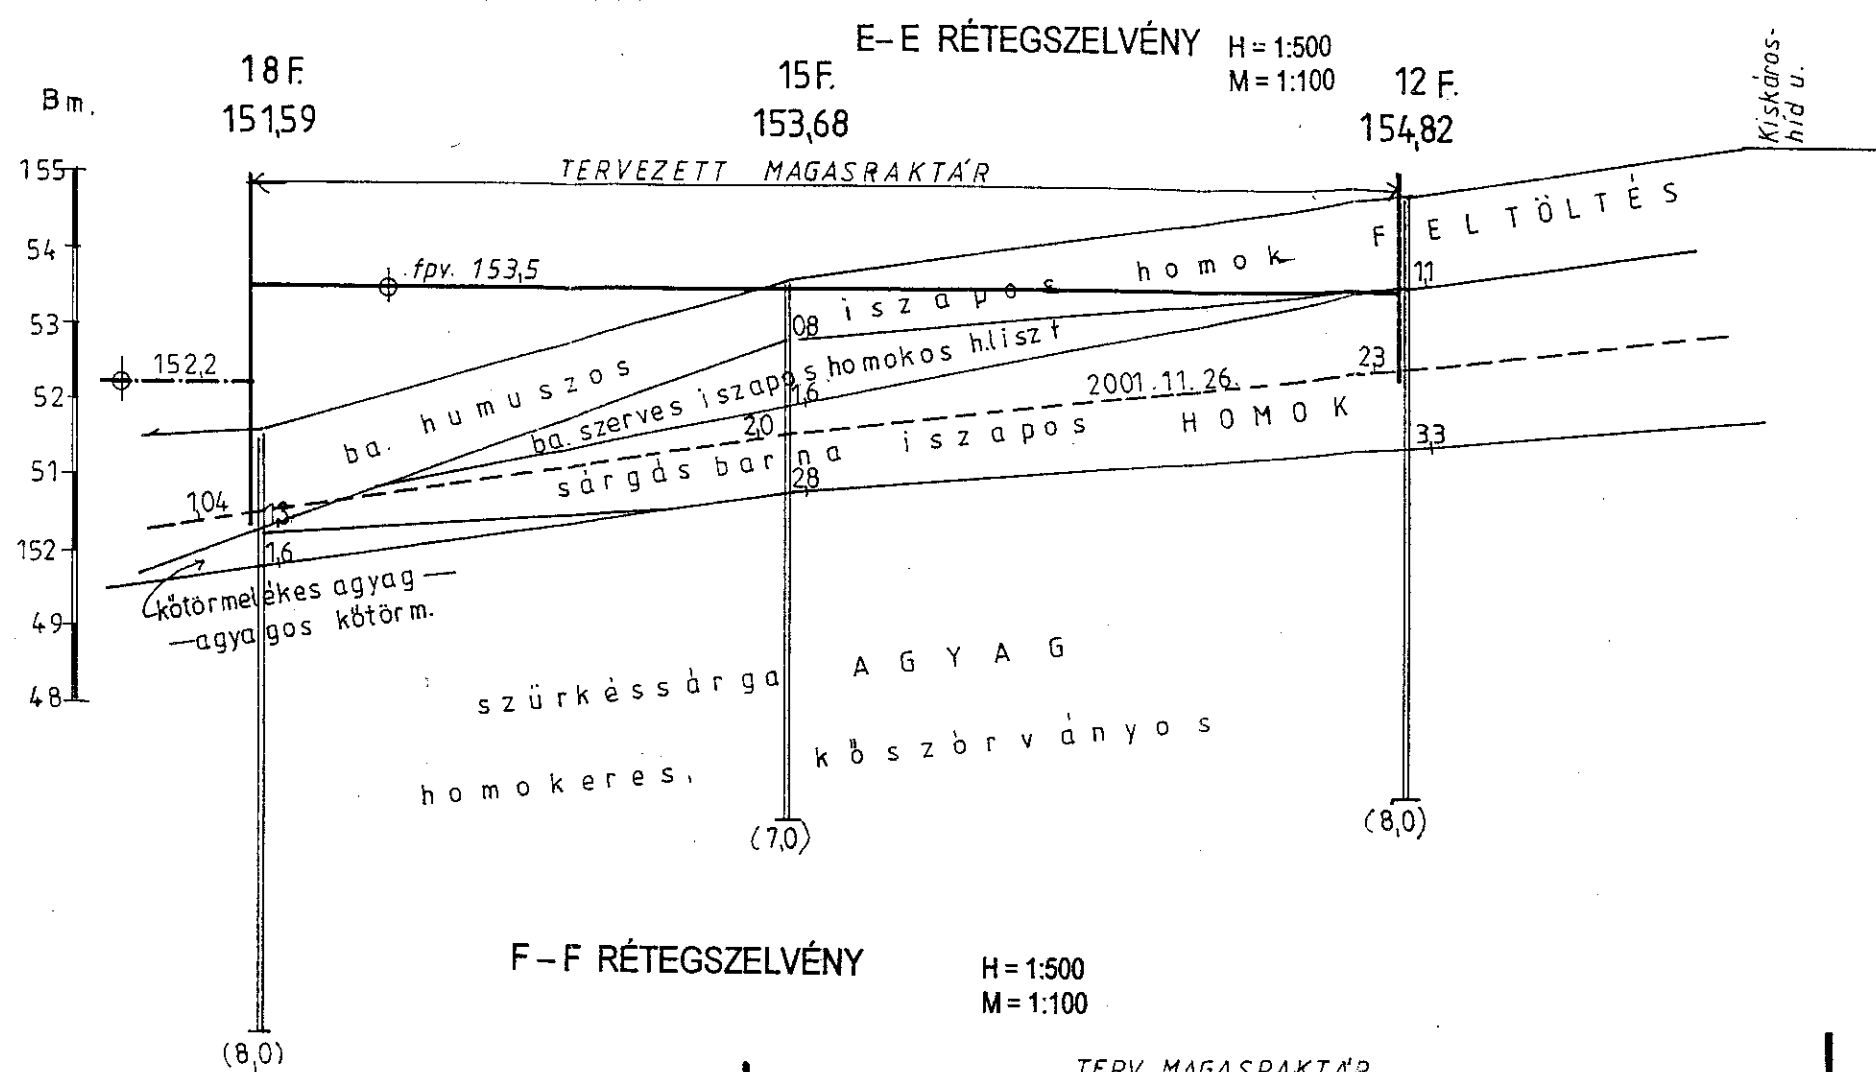 E–E RÉTEGSZELVÉNY
H = 1:500
M = 1:100
Bm.
18 F.
151,59
15 F.
153,68
12 F.
154,82
Kiskáros-
híd u.
TERVEZETT MAGASRAKTÁR
155
54
53
52
51
152
49
48
fpv. 153,5
152,2
ba. humuszos iszapos homok FELTÖLTÉS
ba. szerves iszapos homokos h.liszt
2001.11.26.
sárgás barna iszapos HOMOK
0,8
1,6
2,0
2,8
1,1
2,3
3,3
1,04
1,3
1,6
kőtörmelékes agyag —
— agyagos kőtörm.
szürkéssárga AGYAG
homokeres, kőszórványos
(7,0)
(8,0)
(8,0)
F–F RÉTEGSZELVÉNY
H = 1:500
M = 1:100
TERV. MAGASRAKTÁR